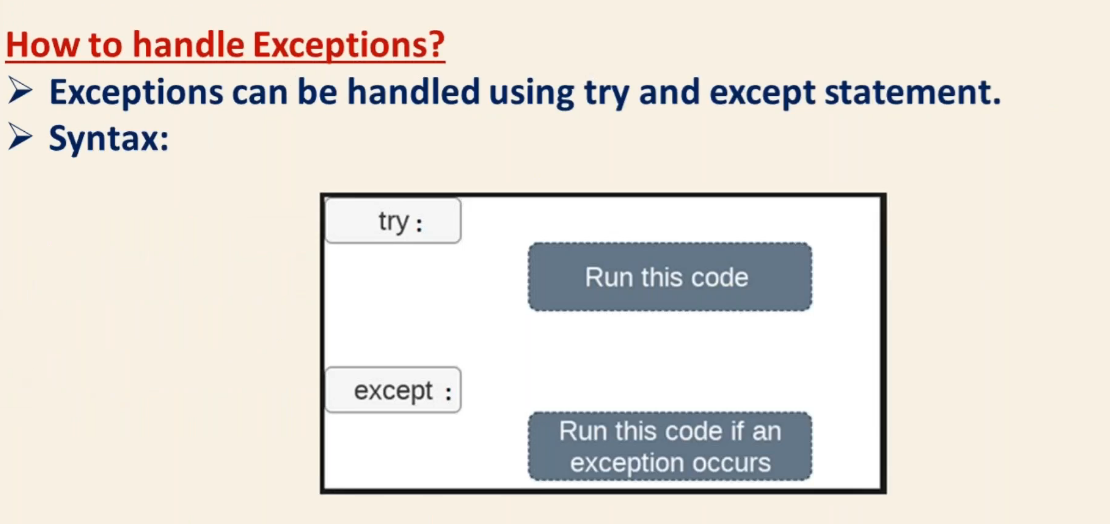 How to handle Exceptions?
➢ Exceptions can be handled using try and except statement.
➢ Syntax:
try :
Run this code
except :
Run this code if an
exception occurs